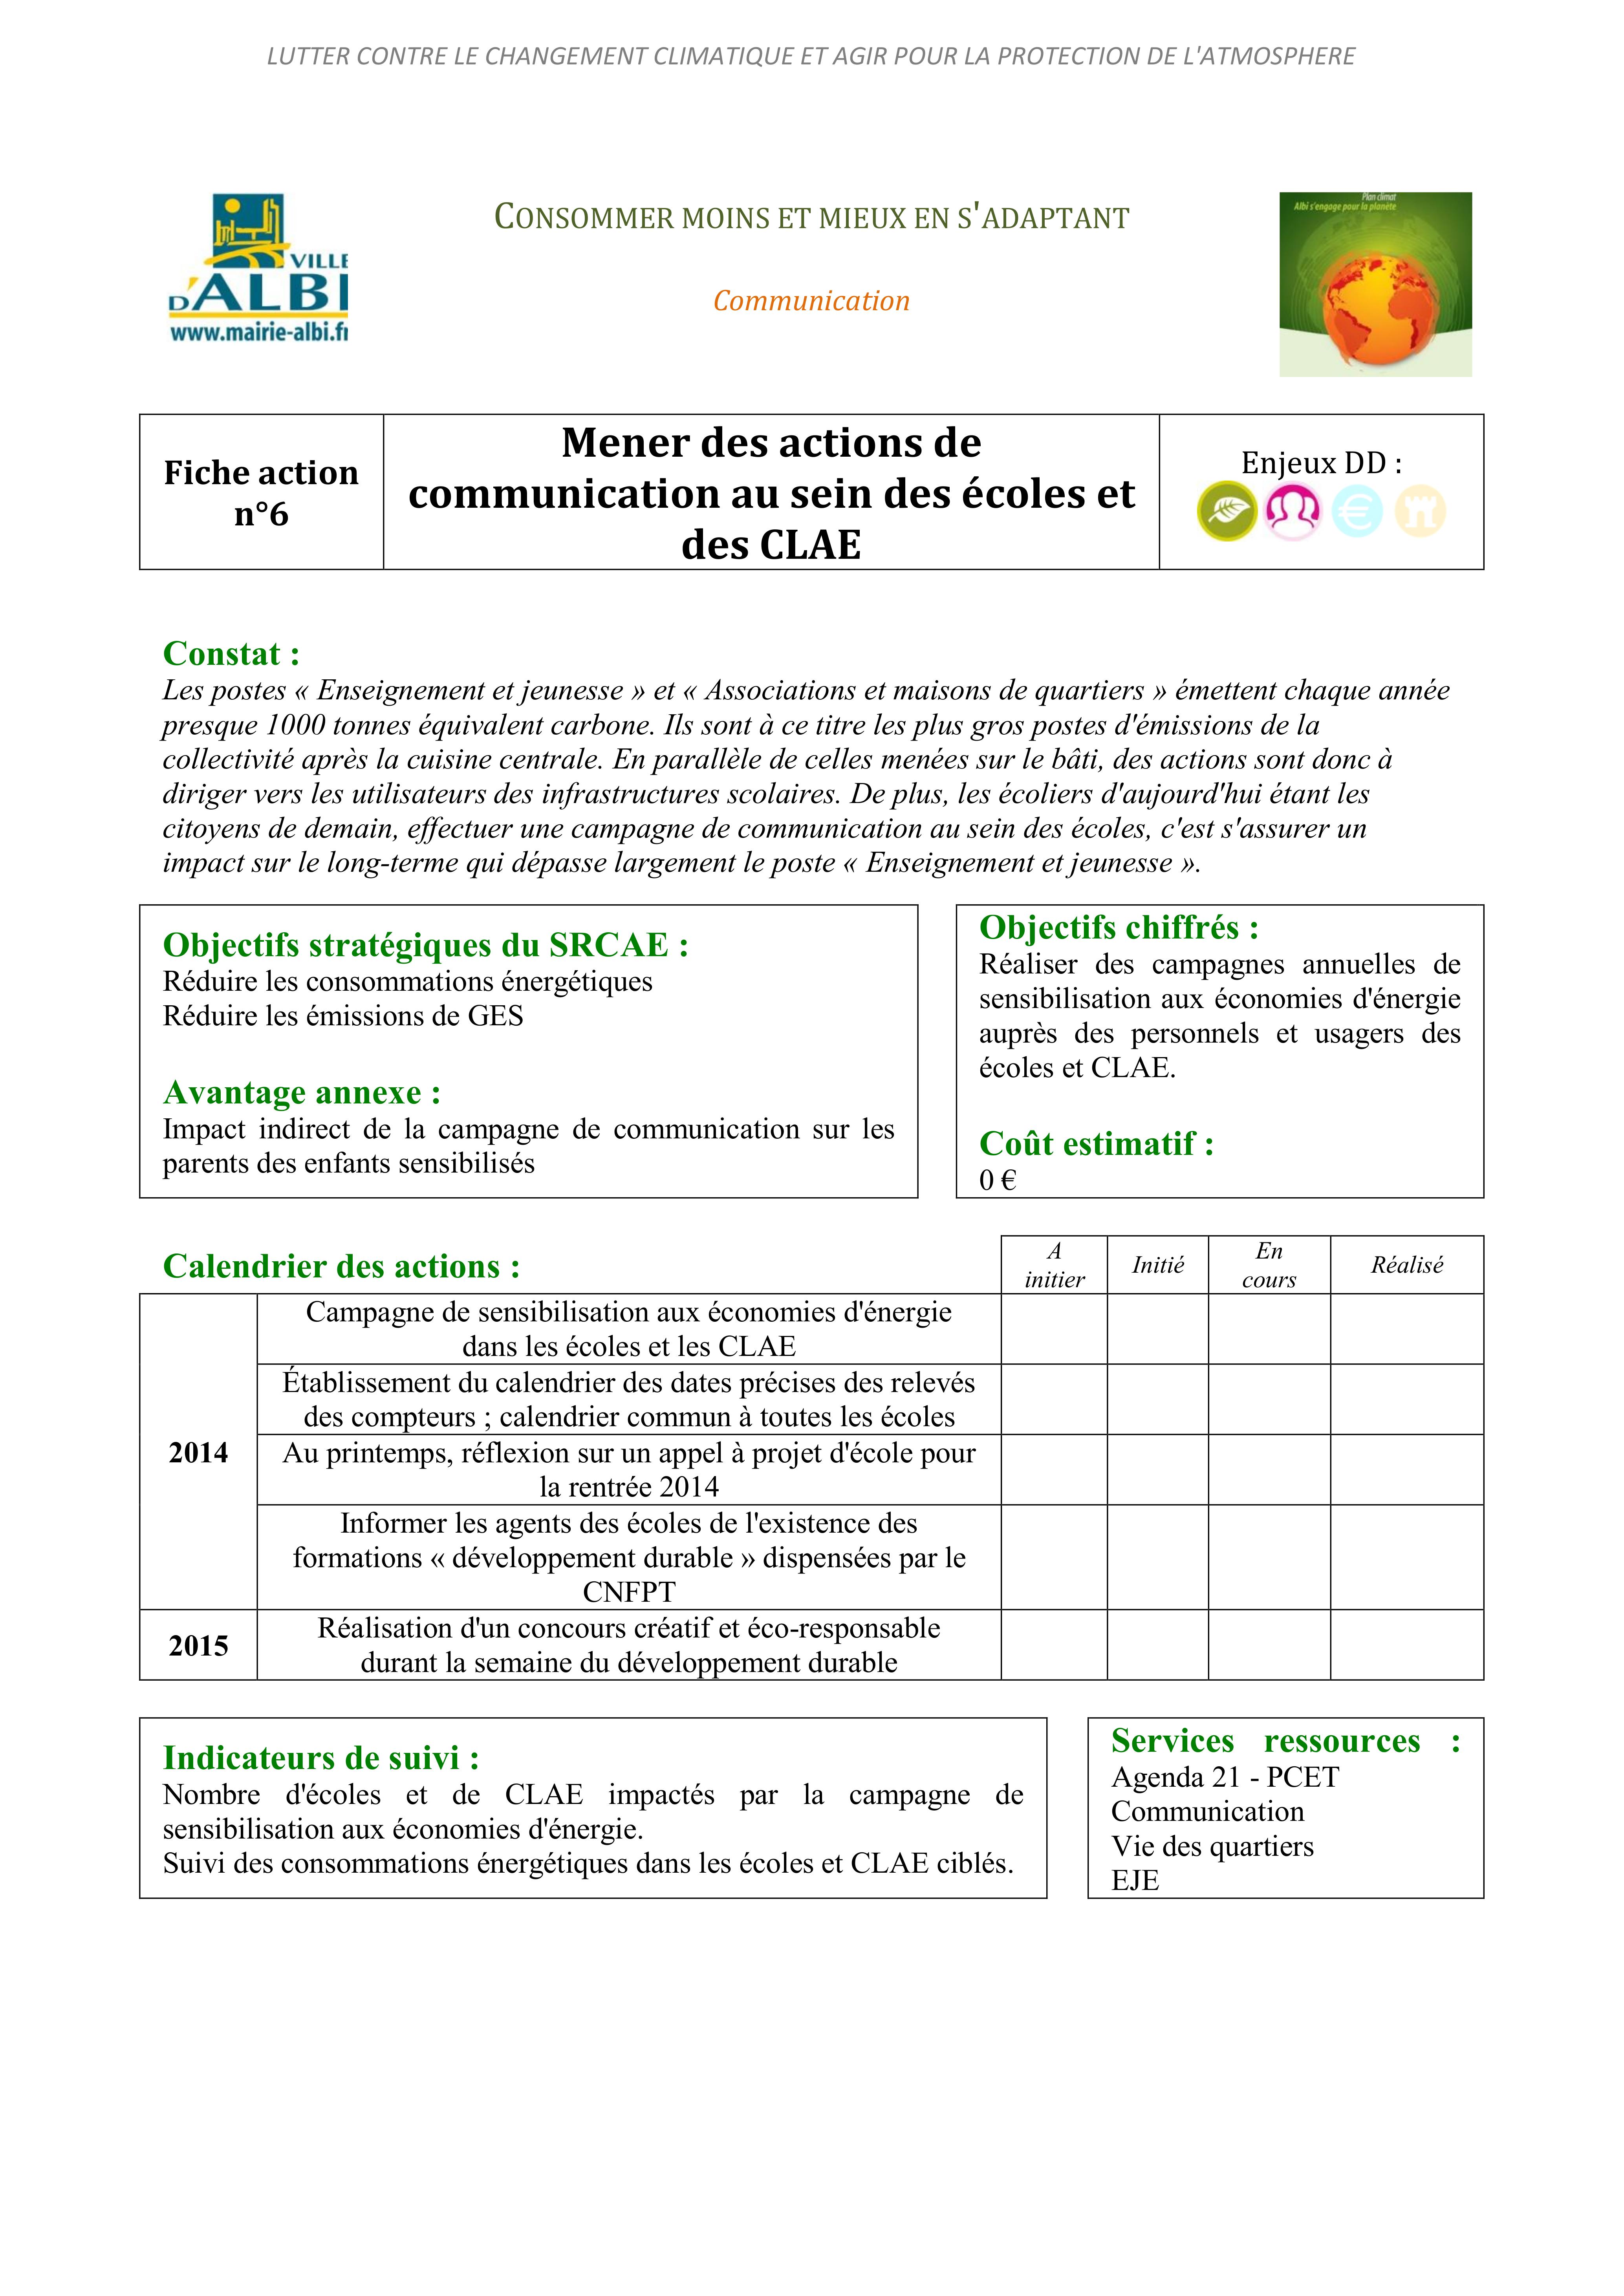 LUTTER CONTRE LE CHANGEMENT CLIMATIQUE ET AGIR POUR LA PROTECTION DE L'ATMOSPHERE
VILLE
D'ALBI
www.mairie-albi.fr
CONSOMMER MOINS ET MIEUX EN S'ADAPTANT
Communication
Plan climat
Albi s'engage pour la planète
Fiche action
n°6
Mener des actions de
communication au sein des écoles et
des CLAE
Enjeux DD :
Constat :
Les postes « Enseignement et jeunesse » et « Associations et maisons de quartiers » émettent chaque année
presque 1000 tonnes équivalent carbone. Ils sont à ce titre les plus gros postes d'émissions de la
collectivité après la cuisine centrale. En parallèle de celles menées sur le bâti, des actions sont donc à
diriger vers les utilisateurs des infrastructures scolaires. De plus, les écoliers d'aujourd'hui étant les
citoyens de demain, effectuer une campagne de communication au sein des écoles, c'est s'assurer un
impact sur le long-terme qui dépasse largement le poste « Enseignement et jeunesse ».
Objectifs stratégiques du SRCAE :
Réduire les consommations énergétiques
Réduire les émissions de GES
Avantage annexe :
Impact indirect de la campagne de communication sur les
parents des enfants sensibilisés
Objectifs chiffrés :
Réaliser des campagnes annuelles de
sensibilisation aux économies d'énergie
auprès des personnels et usagers des
écoles et CLAE.
Coût estimatif :
0 €
Calendrier des actions :
A
initier
Initié
En
cours
Réalisé
2014
Campagne de sensibilisation aux économies d'énergie
dans les écoles et les CLAE
Établissement du calendrier des dates précises des relevés
des compteurs ; calendrier commun à toutes les écoles
Au printemps, réflexion sur un appel à projet d'école pour
la rentrée 2014
Informer les agents des écoles de l'existence des
formations « développement durable » dispensées par le
CNFPT
2015
Réalisation d'un concours créatif et éco-responsable
durant la semaine du développement durable
Indicateurs de suivi :
Nombre d'écoles et de CLAE impactés par la campagne de
sensibilisation aux économies d'énergie.
Suivi des consommations énergétiques dans les écoles et CLAE ciblés.
Services ressources :
Agenda 21 - PCET
Communication
Vie des quartiers
EJE